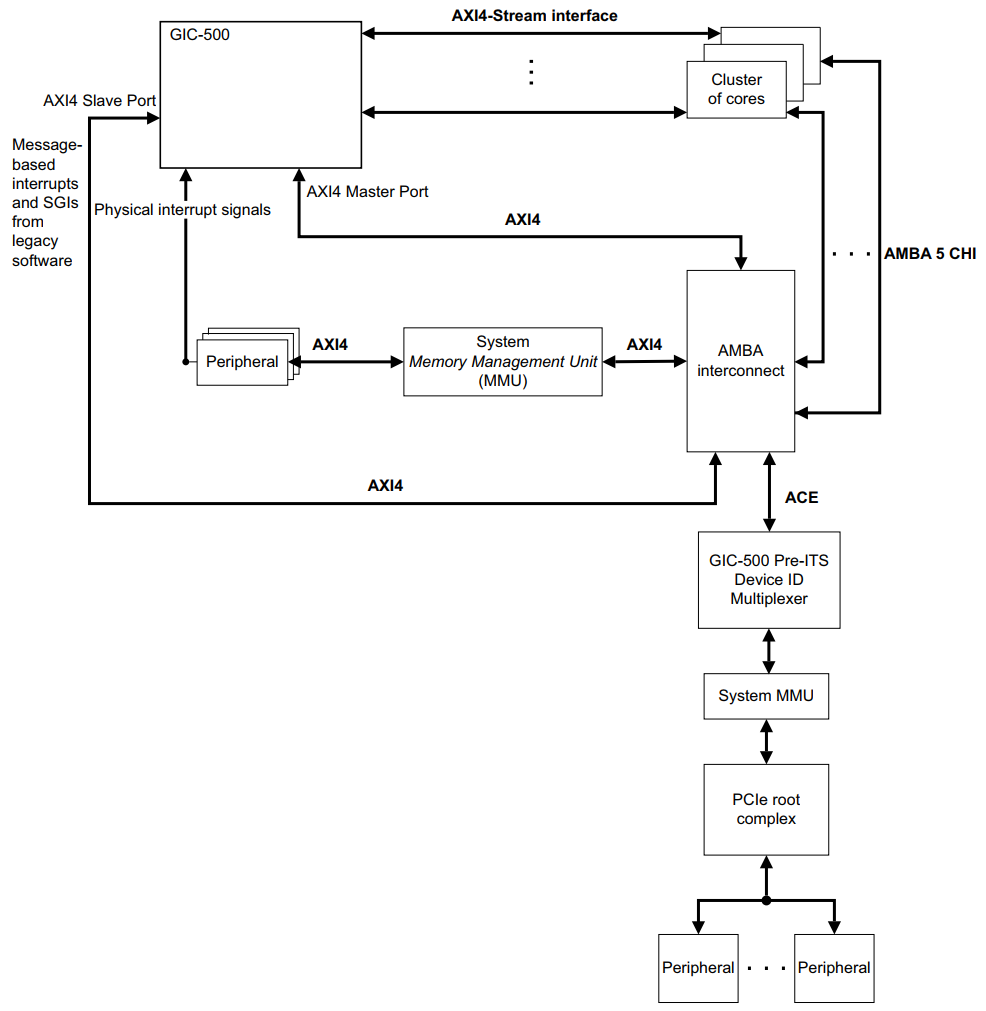 AXI4-Stream interface
GIC-500
Cluster
of cores
AXI4 Slave Port
Message-
based
interrupts
and SGIs
from
legacy
software
Physical interrupt signals
AXI4 Master Port
AXI4
AMBA 5 CHI
Peripheral
AXI4
System
Memory Management Unit
(MMU)
AXI4
AMBA
interconnect
AXI4
ACE
GIC-500 Pre-ITS
Device ID
Multiplexer
System MMU
PCIe root
complex
Peripheral
Peripheral